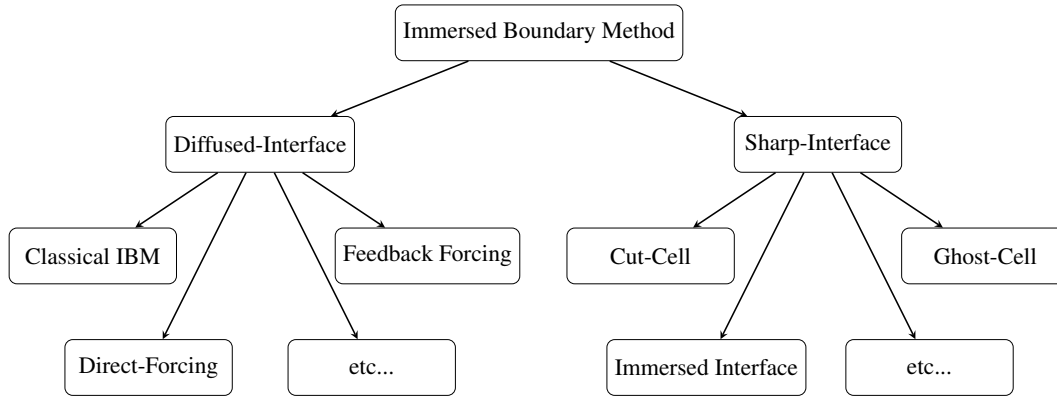 Immersed Boundary Method
Diffused-Interface
Sharp-Interface
Classical IBM
Feedback Forcing
Cut-Cell
Ghost-Cell
Direct-Forcing
etc...
Immersed Interface
etc...